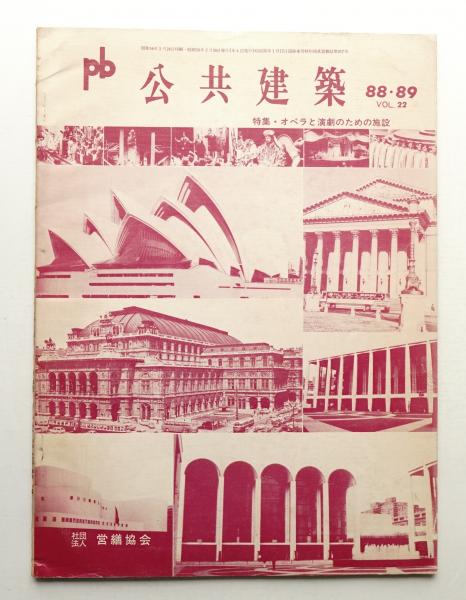 pb
公共建築
88・89
VOL. 22
特集・オペラと演劇のための施設
社団
法人 営繕協会